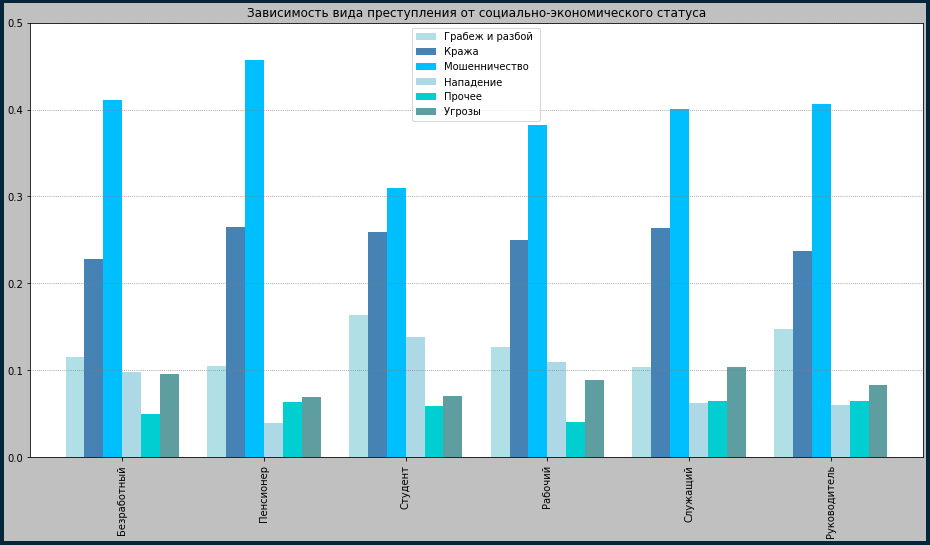 Зависимость вида преступления от социально-экономического статуса
0.5
0.4
0.3
0.2
0.1
0.0
Грабеж и разбой
Кража
Мошенничество
Нападение
Прочее
Угрозы
Безработный
Пенсионер
Студент
Рабочий
Служащий
Руководитель